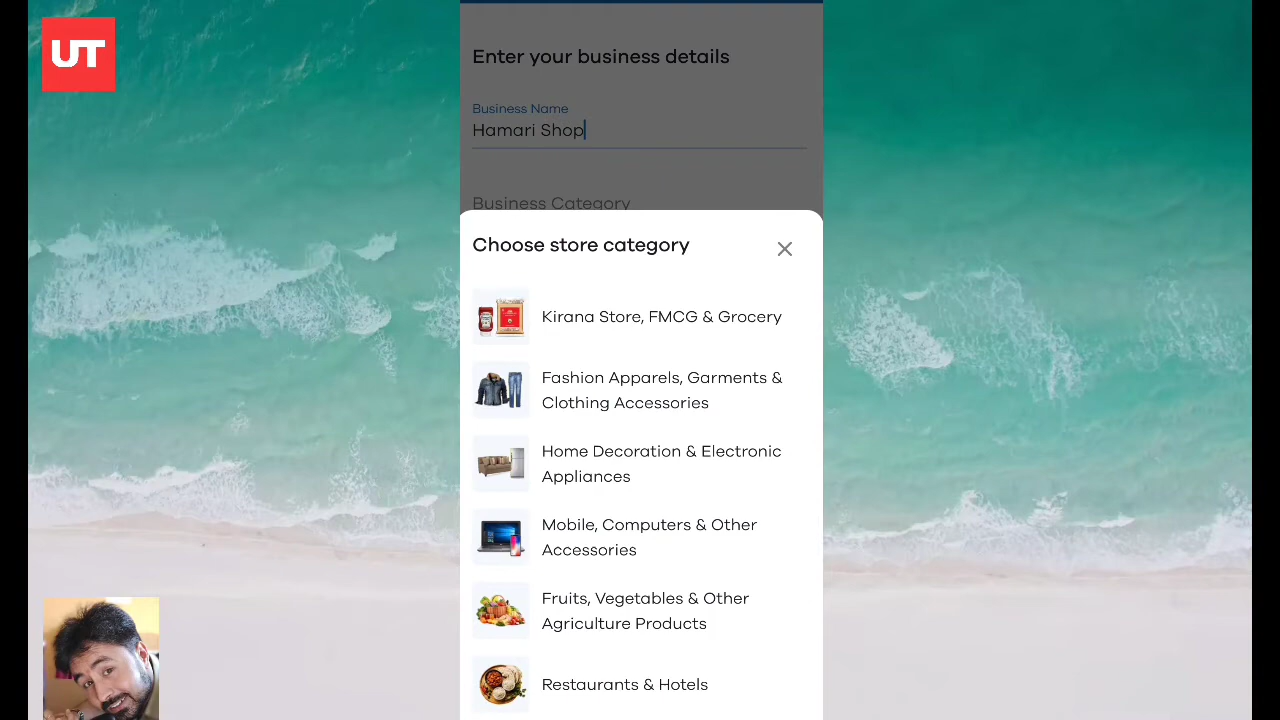 UT
Enter your business details
Business Name
Hamari Shop
Business Category
Choose store category
Kirana Store, FMCG & Grocery
Fashion Apparels, Garments &
Clothing Accessories
Home Decoration & Electronic
Appliances
Mobile, Computers & Other
Accessories
Fruits, Vegetables & Other
Agriculture Products
Restaurants & Hotels